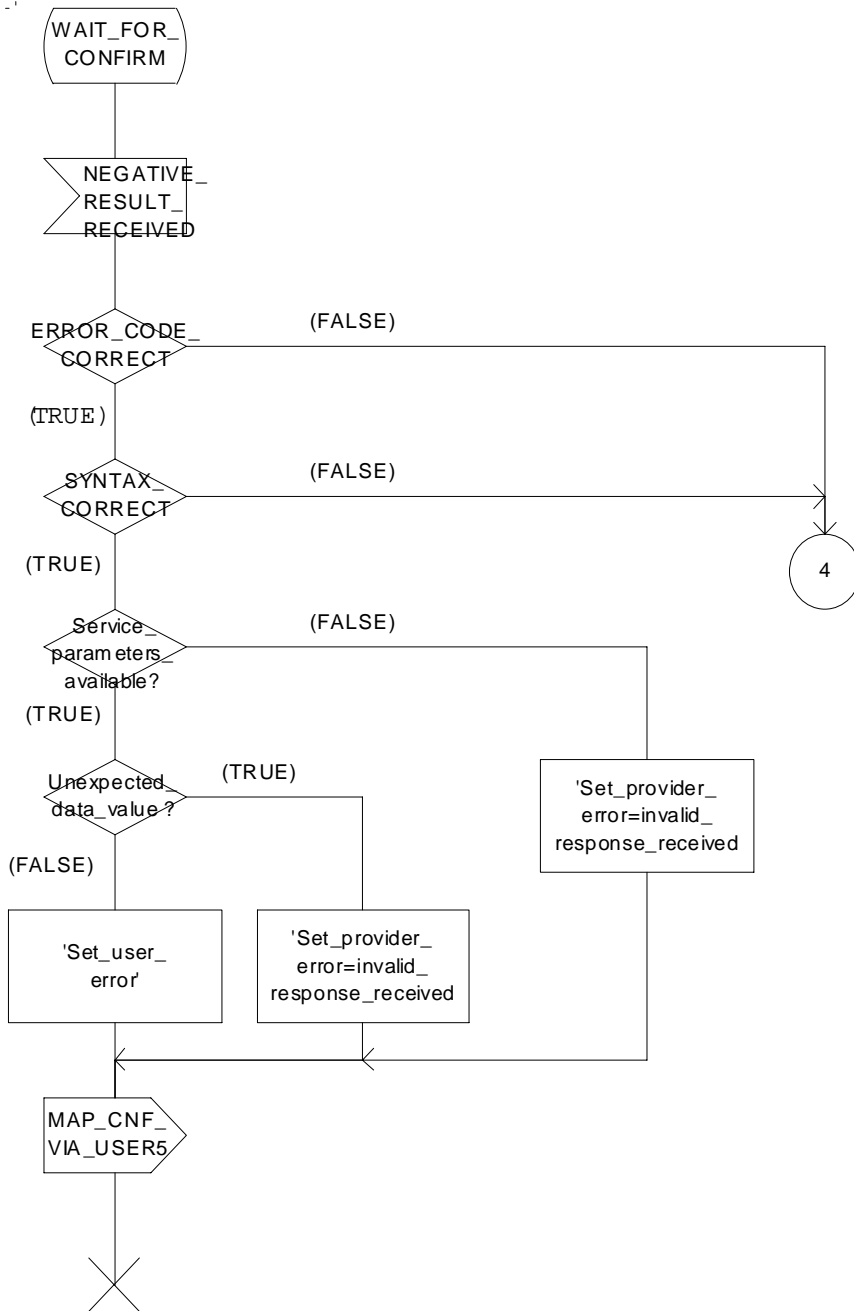 WAIT_FOR_
CONFIRM
NEGATIVE_
RESULT_
RECEIVED
ERROR_CODE_
CORRECT
(FALSE)
(TRUE)
SYNTAX_
CORRECT
(FALSE)
4
(TRUE)
Service_
parameters_
available?
(FALSE)
(TRUE)
Unexpected_
data_value ?
(TRUE)
'Set_provider_
error=invalid_
response_received
(FALSE)
'Set_user_
error'
'Set_provider_
error=invalid_
response_received
MAP_CNF_
VIA_USER5